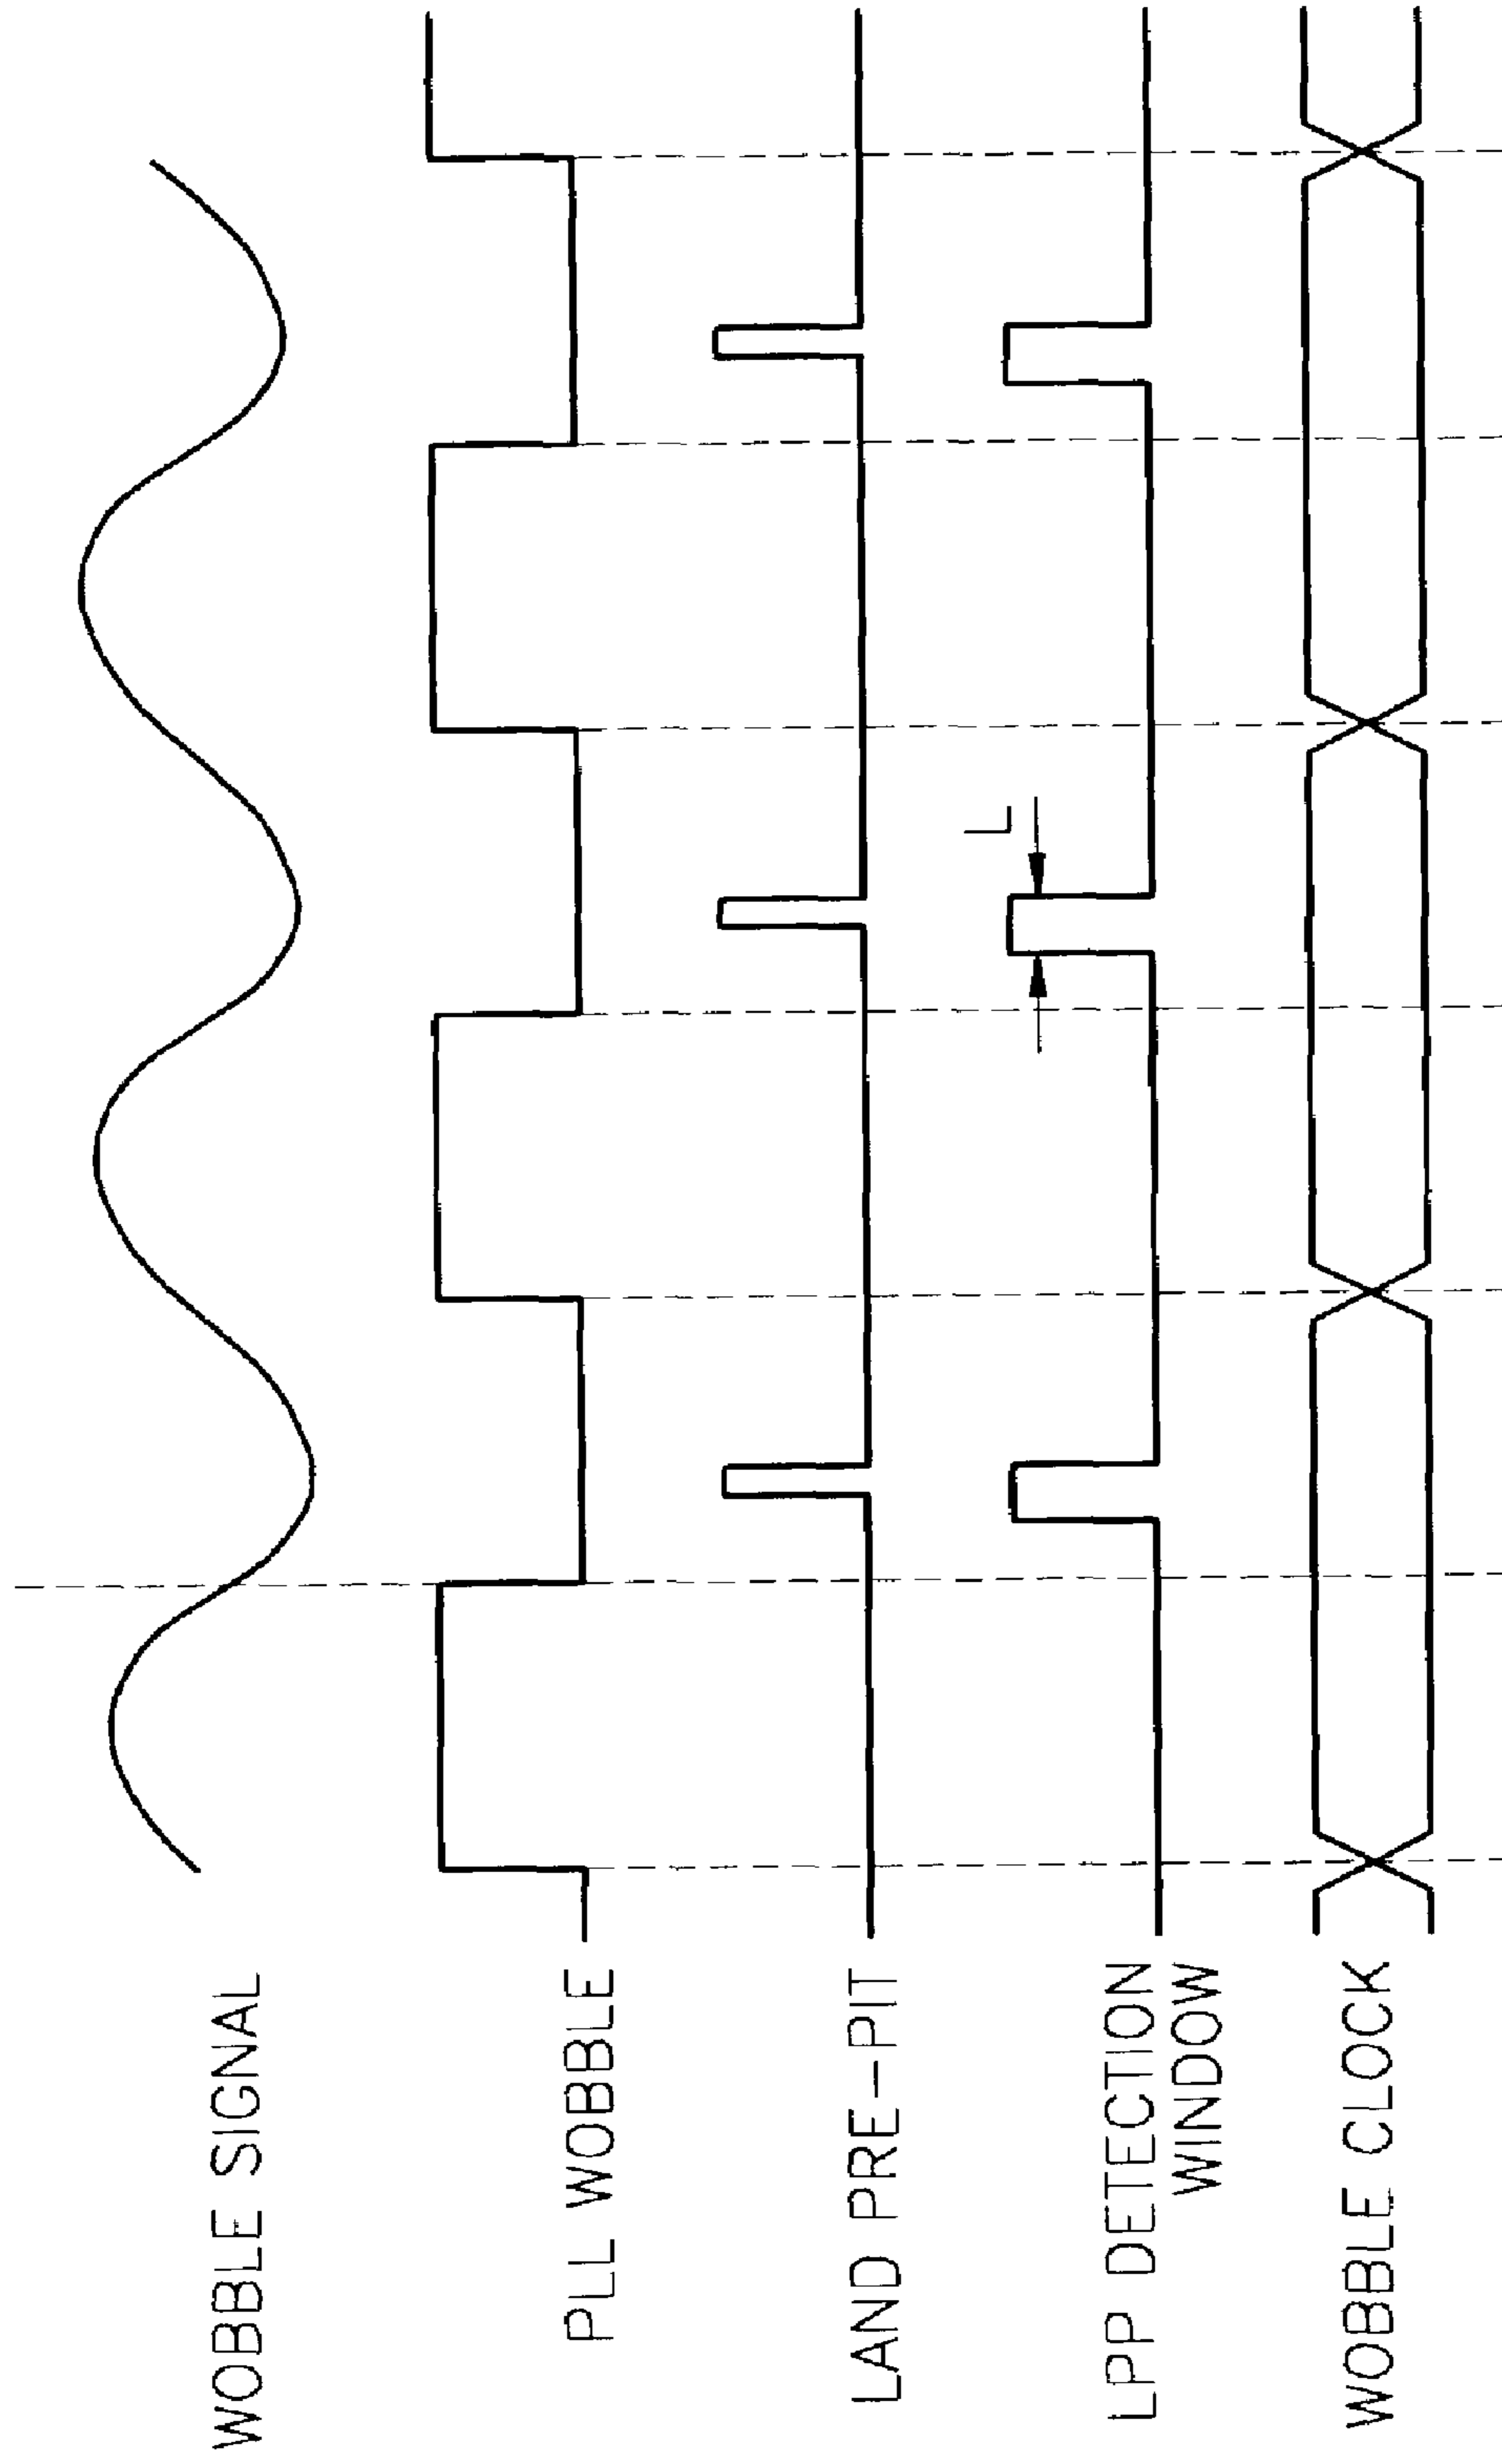 WOBBLE SIGNAL
PLL WOBBLE
LAND PRE-PIT
L
LPP DETECTION
WINDOW
WOBBLE CLOCK